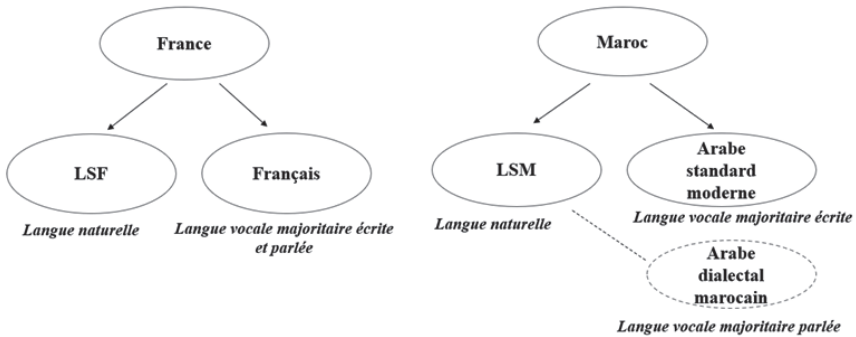 France
Maroc
LSF
Français
LSM
Arabe
standard
moderne
Langue naturelle
Langue vocale majoritaire écrite
et parlée
Langue naturelle
Langue vocale majoritaire écrite
Arabe
dialectal
marocain
Langue vocale majoritaire parlée